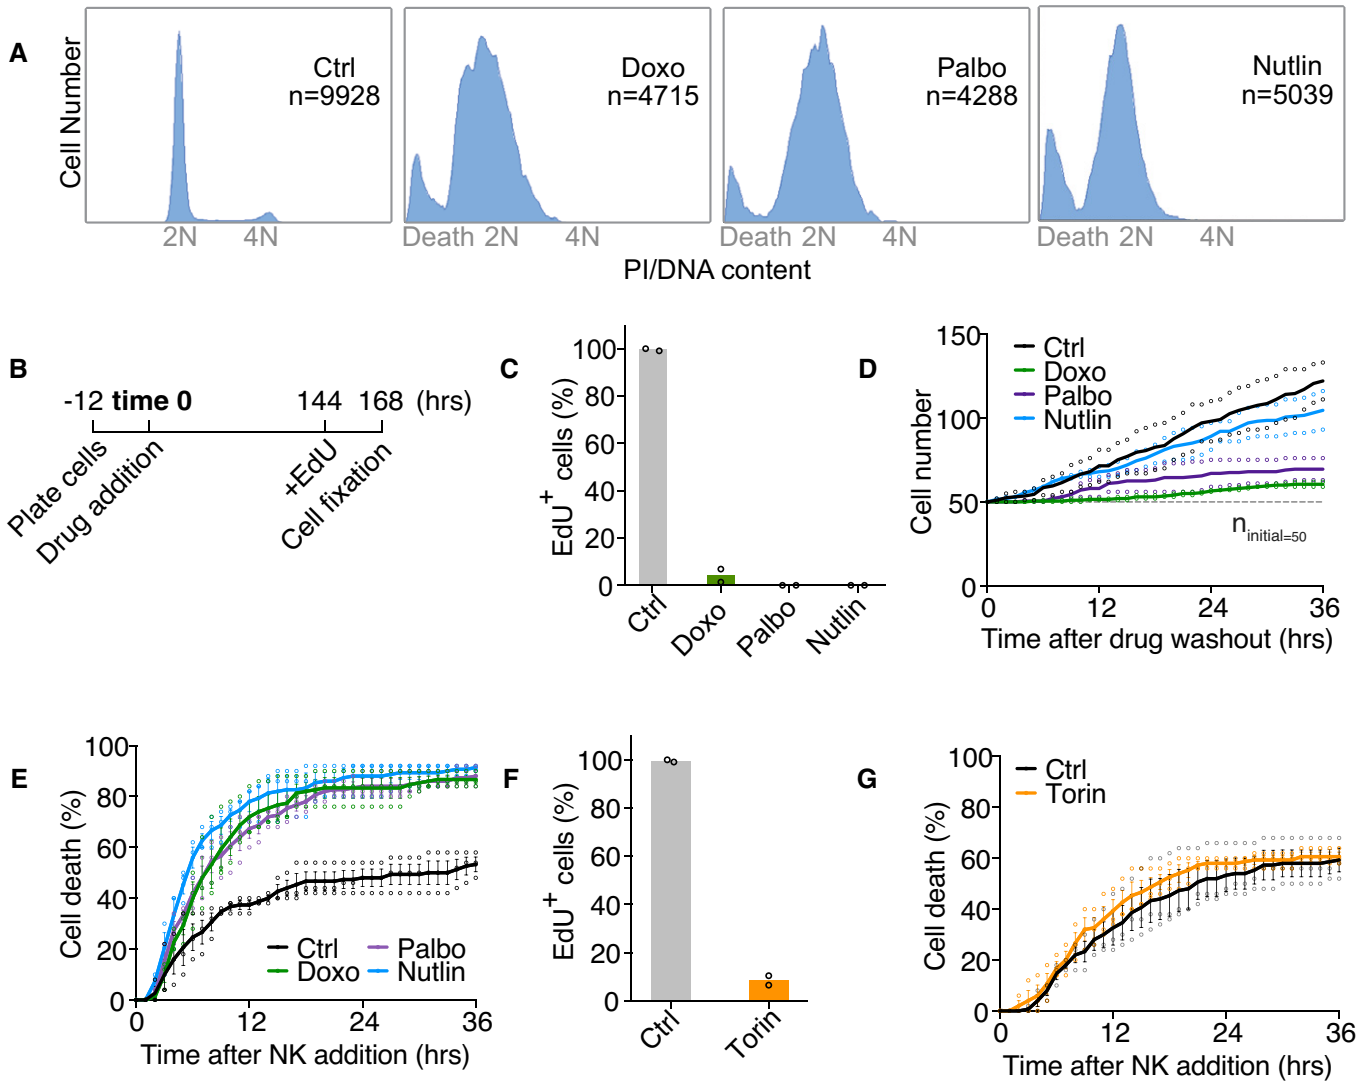 A
Cell Number
Ctrl
n=9928
Doxo
n=4715
Palbo
n=4288
Nutlin
n=5039
2N 4N
Death 2N 4N
Death 2N 4N
Death 2N 4N
PI/DNA content
B
-12 time 0 144 168 (hrs)
Plate cells
Drug addition
+EdU
Cell fixation
C
EdU+ cells (%)
100
80
60
40
20
0
Ctrl
Doxo
Palbo
Nutlin
D
Cell number
150
100
50
0
Ctrl
Doxo
Palbo
Nutlin
ninitial=50
0 12 24 36
Time after drug washout (hrs)
E
Cell death (%)
100
80
60
40
20
0
Ctrl Palbo
Doxo Nutlin
0 12 24 36
Time after NK addition (hrs)
F
EdU+ cells (%)
100
80
60
40
20
0
Ctrl
Torin
G
Cell death (%)
100
80
60
40
20
0
Ctrl
Torin
0 12 24 36
Time after NK addition (hrs)